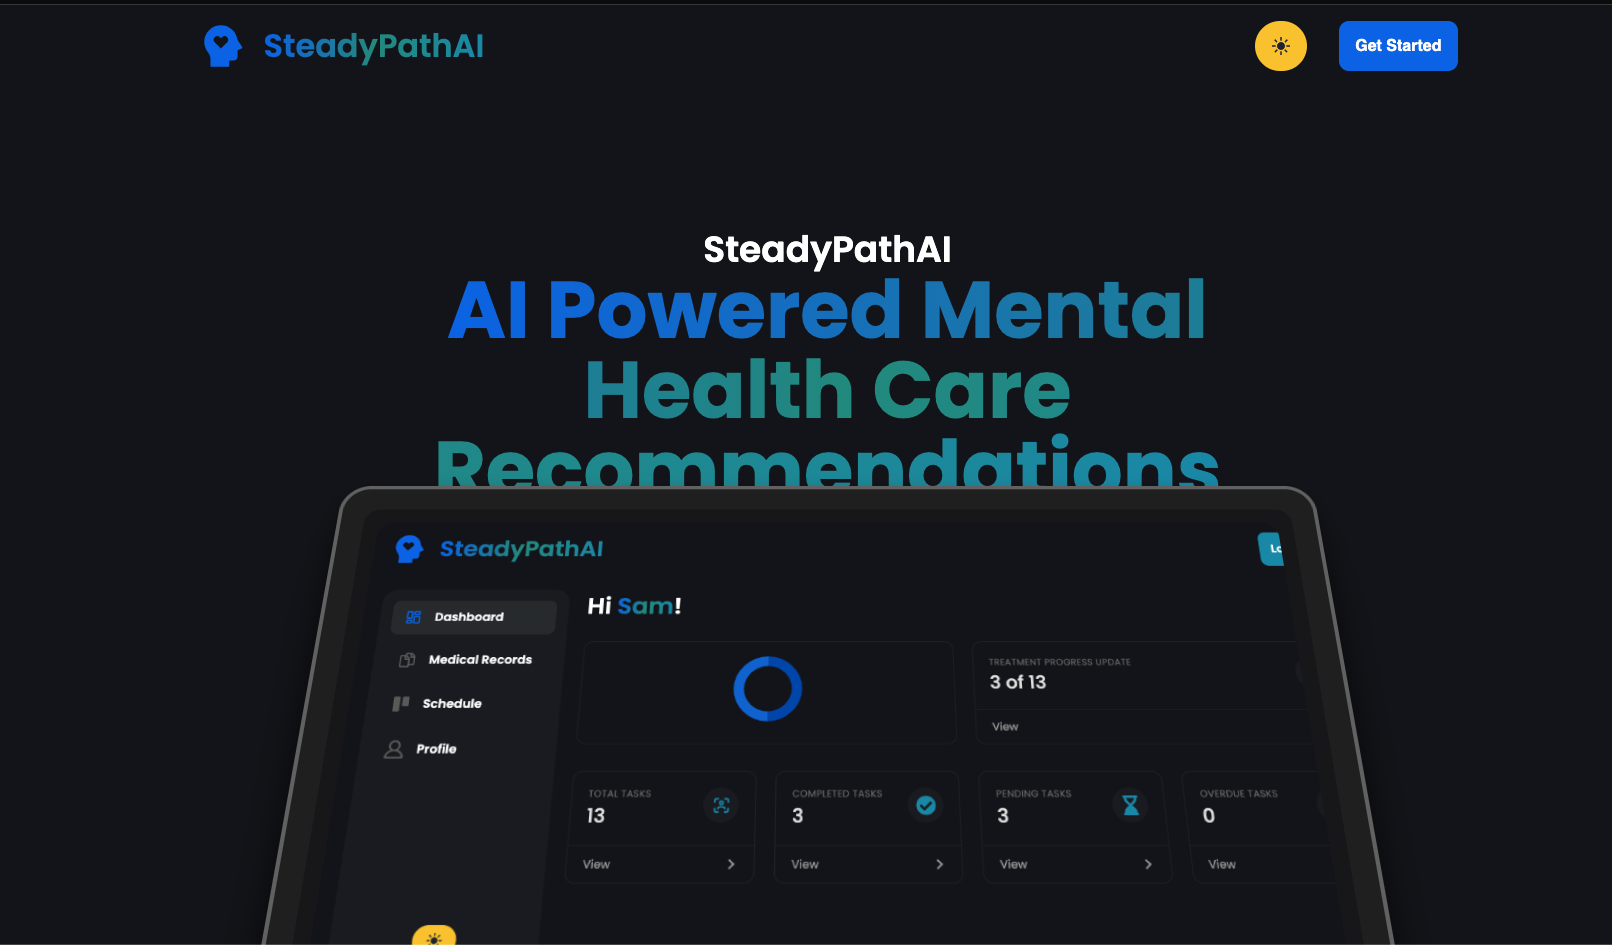 SteadyPathAI
Get Started
SteadyPathAI
AI Powered Mental
Health Care
Recommendations
SteadyPathAI
Dashboard
Medical Records
Schedule
Profile
Hi Sam!
TREATMENT PROGRESS UPDATE
3 of 13
View
TOTAL TASKS
13
View
COMPLETED TASKS
3
View
PENDING TASKS
3
View
OVERDUE TASKS
0
View